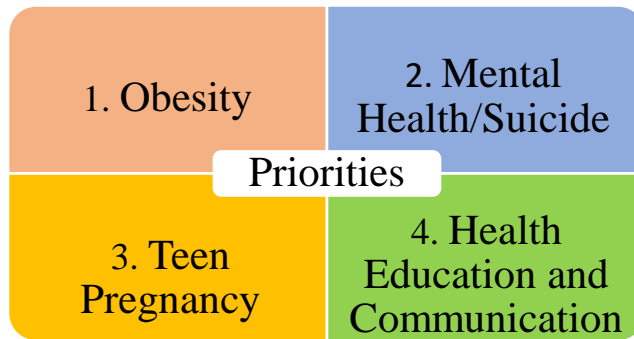 1. Obesity
2. Mental
Health/Suicide
Priorities
3. Teen
Pregnancy
4. Health
Education and
Communication